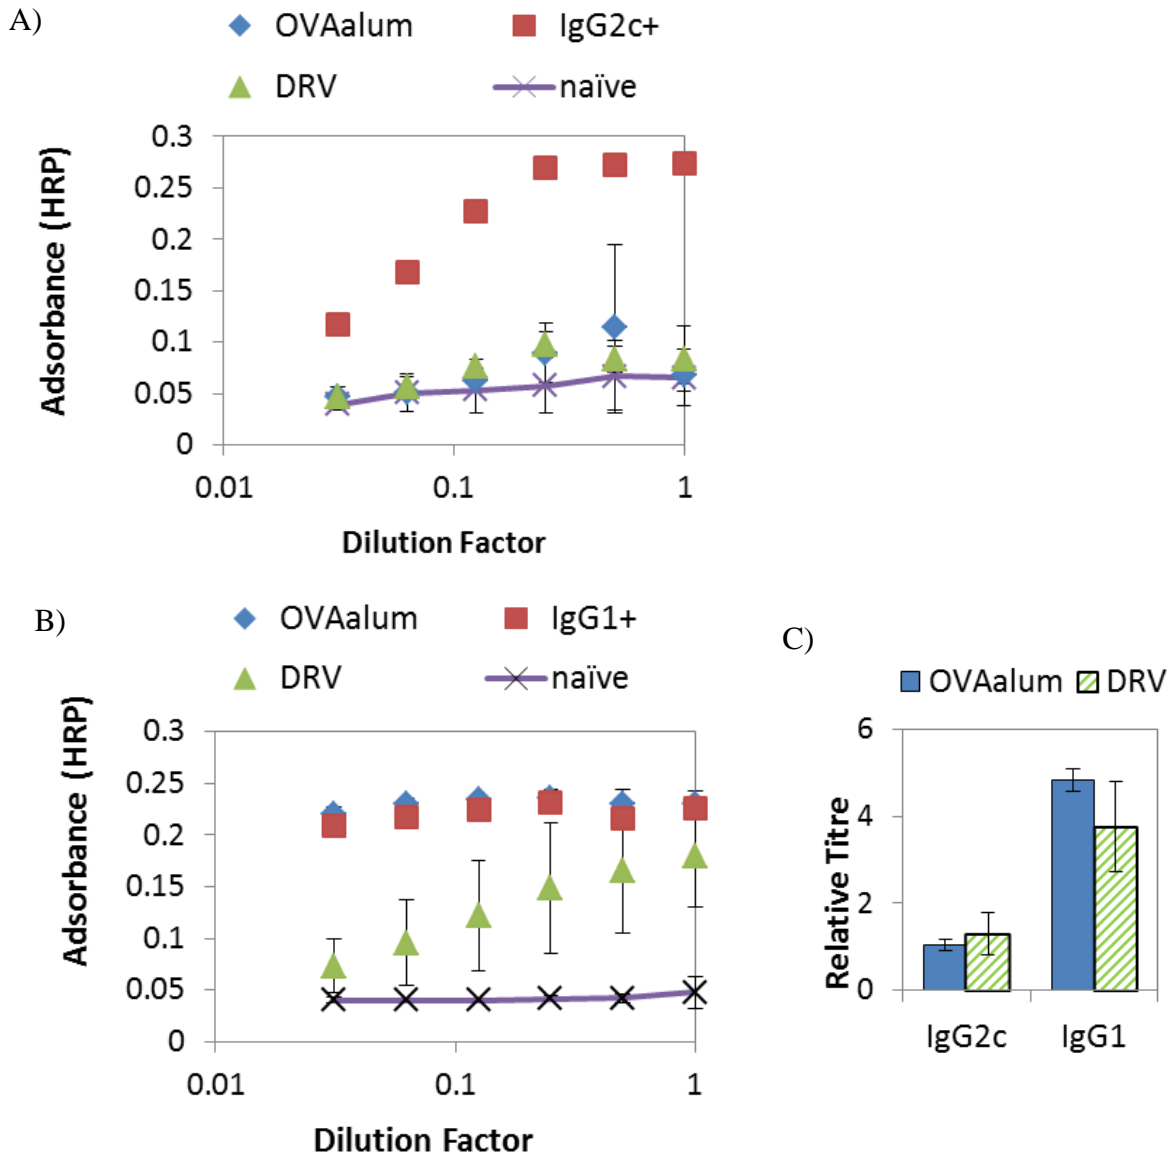 A)
OVAalum IgG2c+
DRV naïve
0.3
0.25
0.2
0.15
0.1
0.05
0
Adsorbance (HRP)
0.01 0.1 1
Dilution Factor
B)
OVAalum IgG1+
DRV naïve
0.3
0.25
0.2
0.15
0.1
0.05
0
Adsorbance (HRP)
0.01 0.1 1
Dilution Factor
C)
OVAalum DRV
6
4
2
0
Relative Titre
IgG2c IgG1